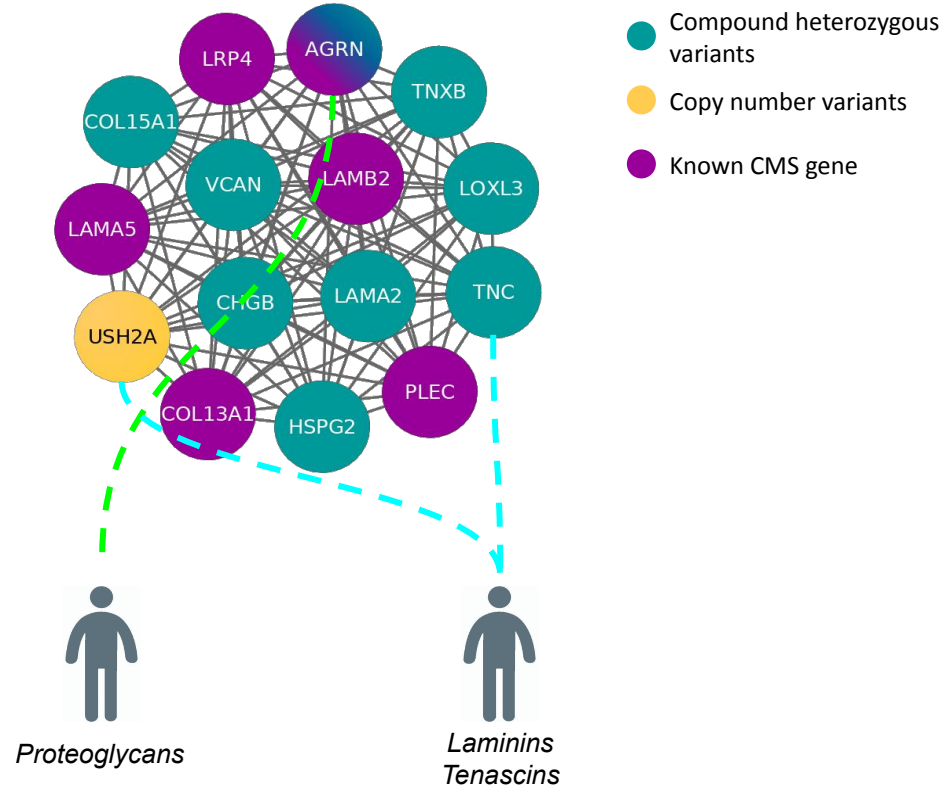 LRP4
AGRN
TNXB
COL15A1
VCAN
LAMB2
LOXL3
LAMA5
CHGB
LAMA2
TNC
USH2A
COL13A1
HSPG2
PLEC
Compound heterozygous
variants
Copy number variants
Known CMS gene
Proteoglycans
Laminins
Tenascins